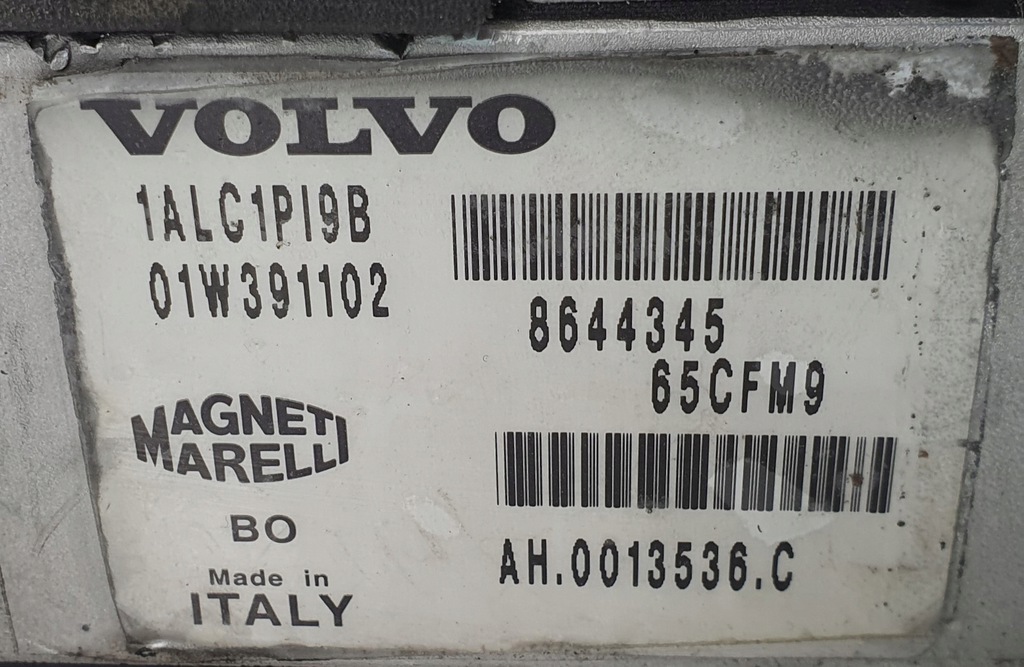 VOLVO
1ALC1PI9B
01W391102
8644345
65CFM9
MAGNETI
MARELLI
BO
Made in
ITALY
AH.0013536.C